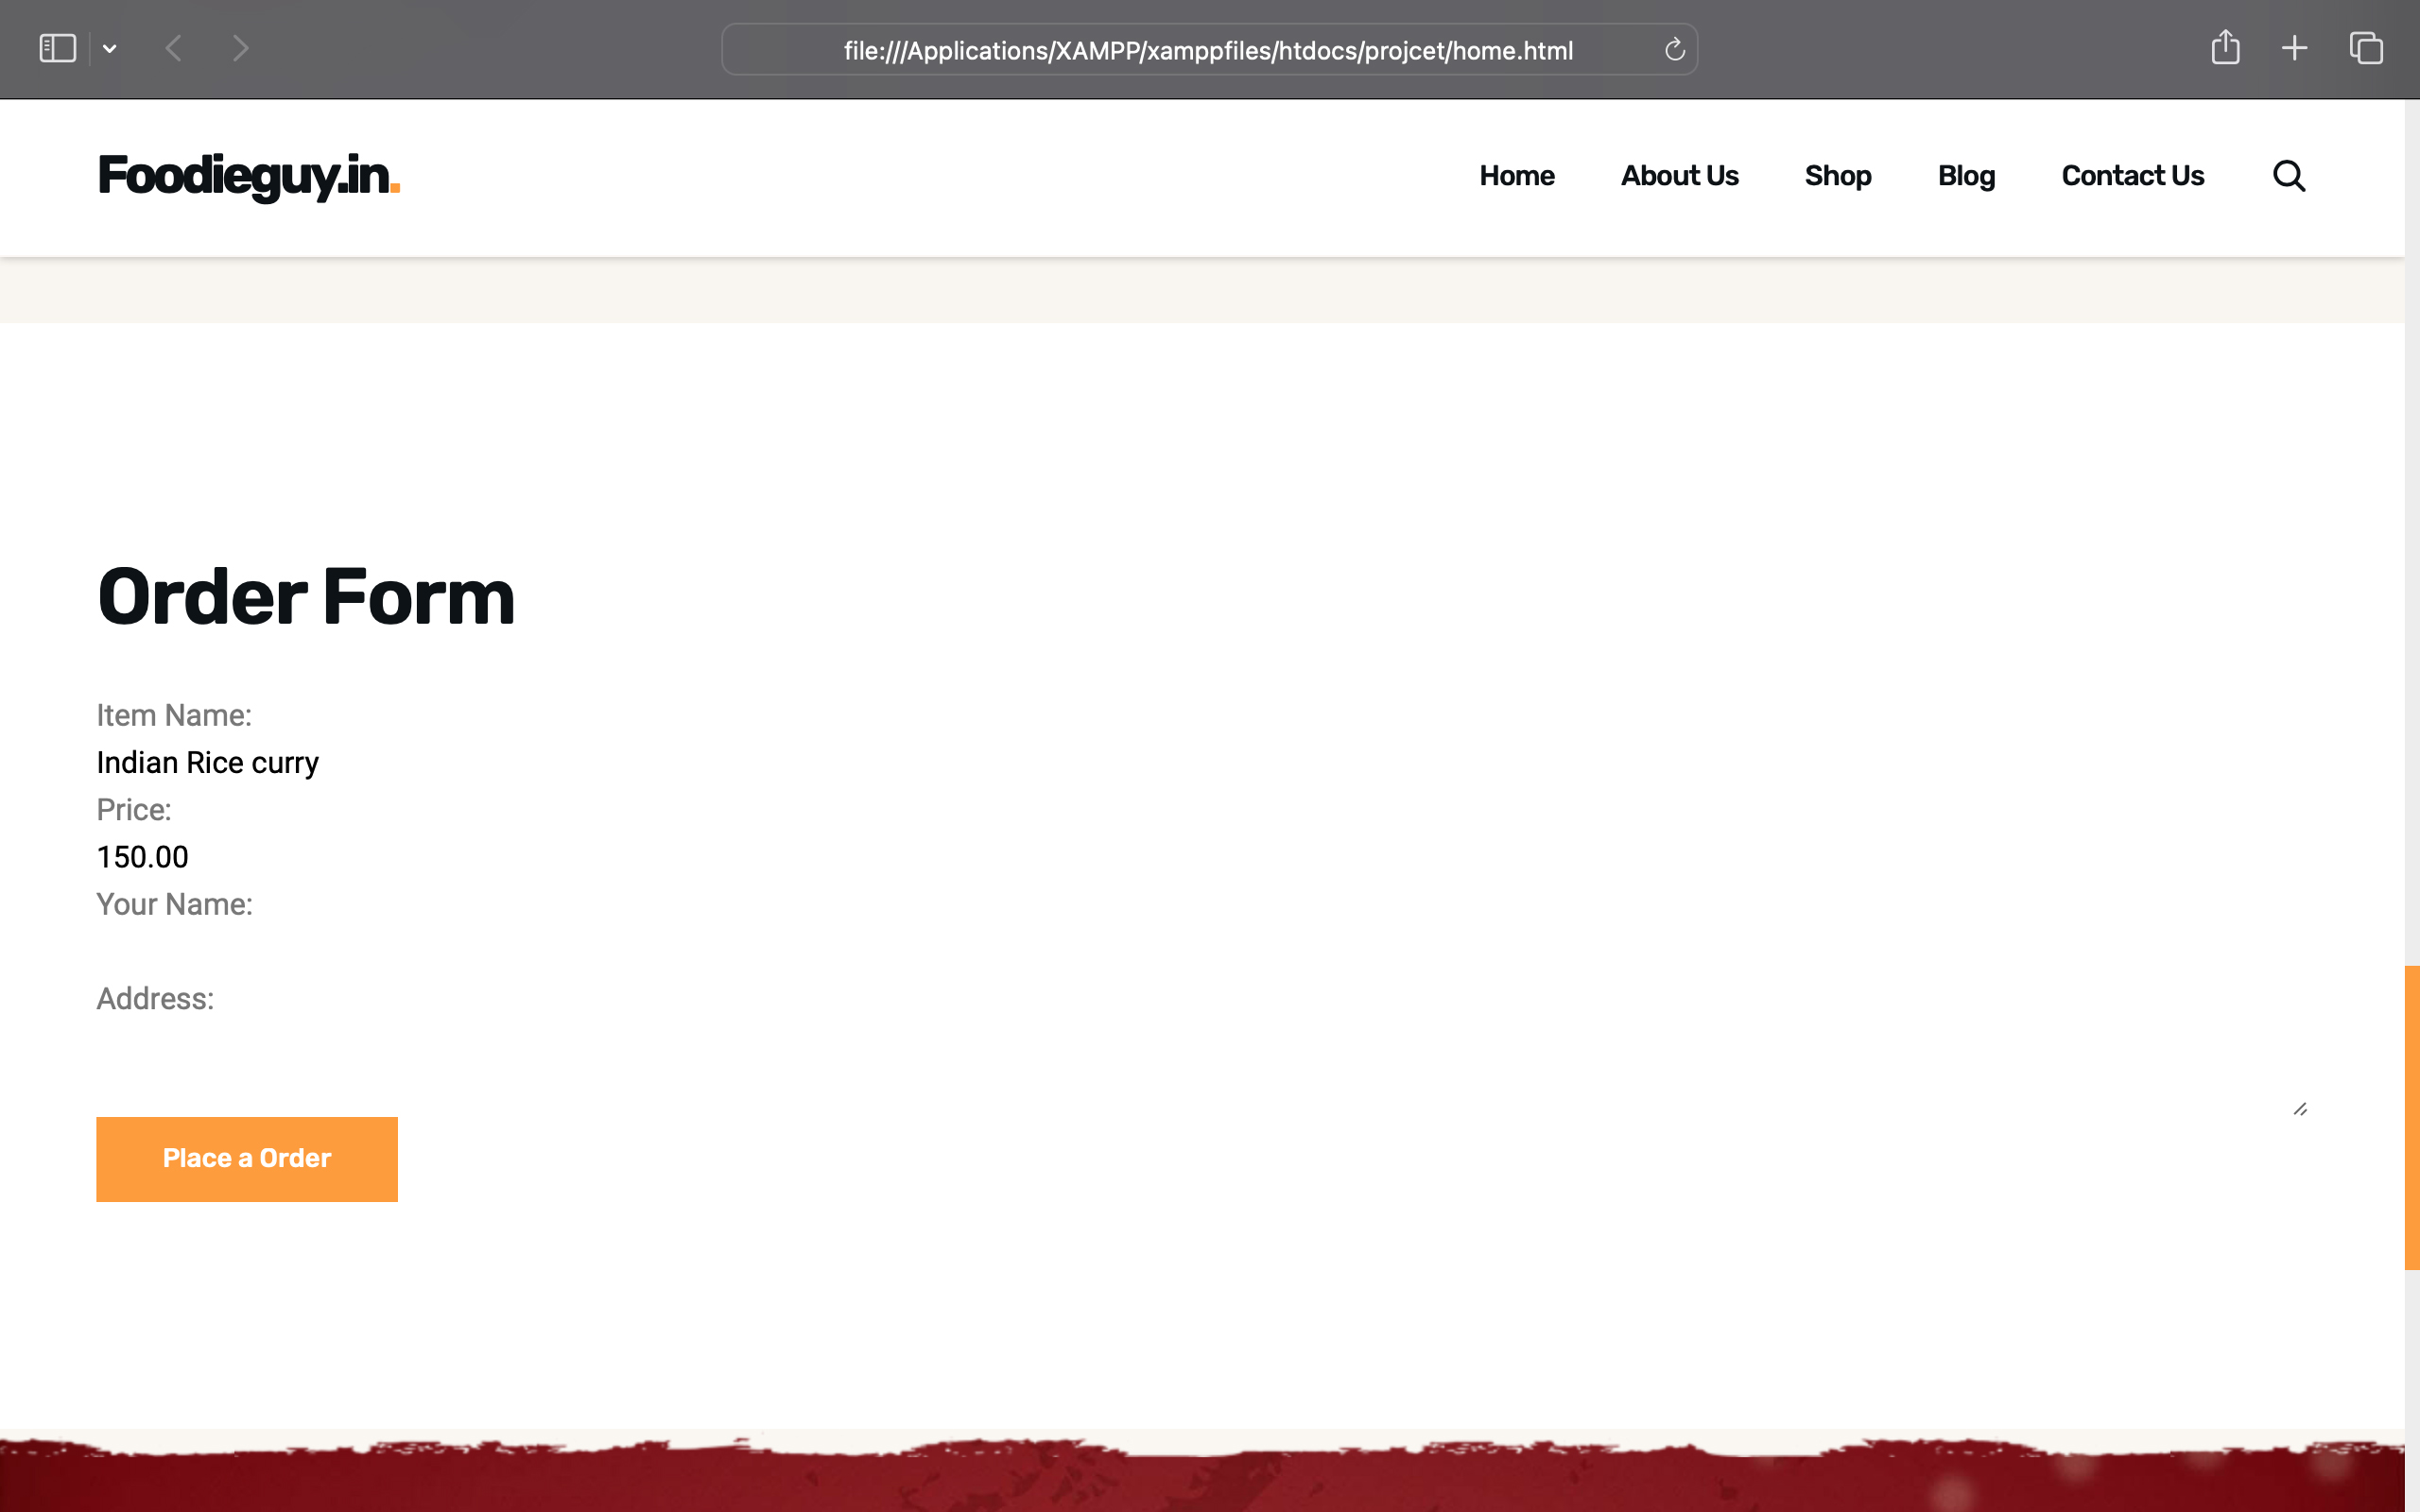 file:///Applications/XAMPP/xamppfiles/htdocs/projcet/home.html
Foodieguy.in.
Home About Us Shop Blog Contact Us
Order Form
Item Name:
Indian Rice curry
Price:
150.00
Your Name:
Address:
Place a Order